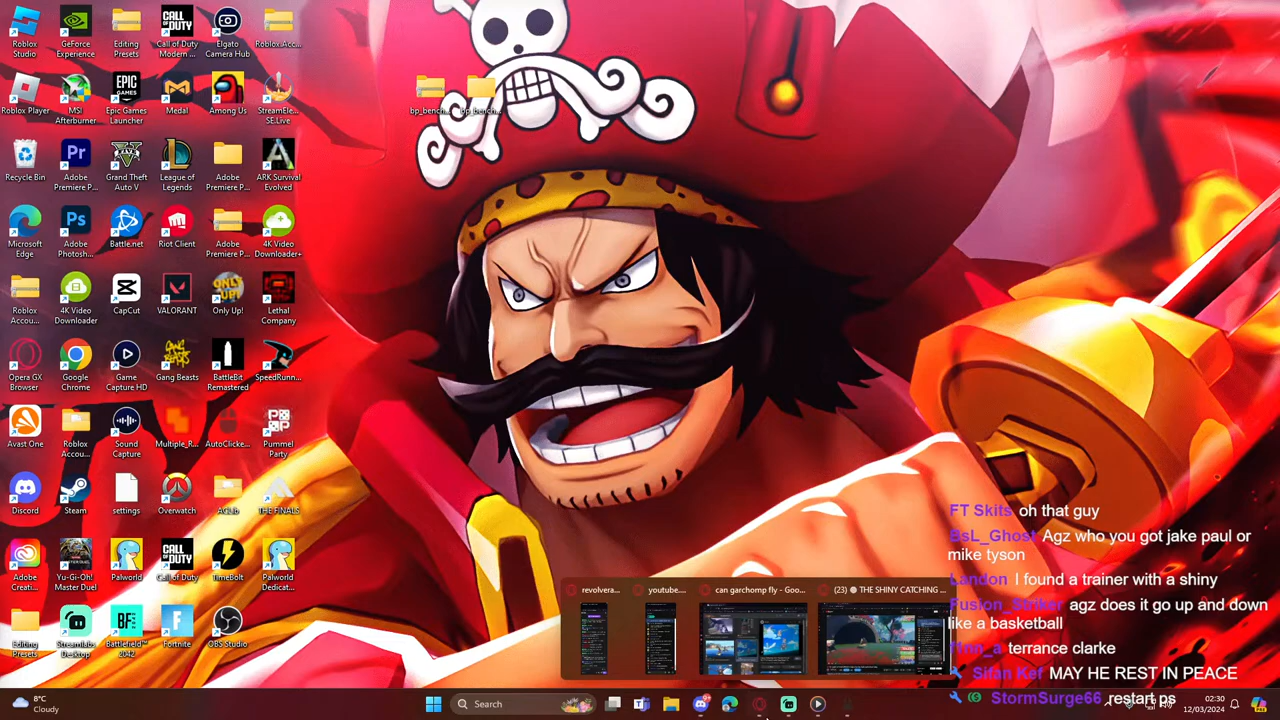 Roblox Studio
GeForce Experience
Editing Presets
Call of Duty Modern ...
Elgato Camera Hub
Roblox.Acc...
Roblox Player
MSI Afterburner
Epic Games Launcher
Medal
Among Us
StreamEle... SE.Live
bp_bench...
bp_bench...
Recycle Bin
Adobe Premiere P...
Grand Theft Auto V
League of Legends
Adobe Premiere P...
ARK Survival Evolved
Microsoft Edge
Adobe Photosh...
Battle.net
Riot Client
Adobe Premiere P...
4K Video Downloader+
Roblox Accou...
4K Video Downloader
CapCut
VALORANT
Only Up!
Lethal Company
Opera GX Browser
Google Chrome
Game Capture HD
Gang Beasts
BattleBit Remastered
SpeedRunn...
Avast One
Roblox Accou...
Sound Capture
Multiple_R...
AutoClicke...
Pummel Party
Discord
Steam
settings
Overwatch
THE FINALS
Adobe Creati...
Yu-Gi-Oh! Master Duel
Palworld
Call of Duty
TimeBolt
Palworld Dedicat...
Editing Presets
Streamlabs Desktop
Battlefield™ 2042
Fortnite
OBS Studio
revolvera...
youtube....
can garchomp fly - Goo...
(23) THE SHINY CATCHING ...
FT Skits oh that guy
BsL_Ghost Agz who you got jake paul or
mike tyson
Landon I found a trainer with a shiny
Fusion_Striker agz does it go up and down
like a basketball
terrance clarke
Sifan Ker MAY HE REST IN PEACE
StormSurge66 restart ps
8°C
Cloudy
Search
02:30
12/03/2024